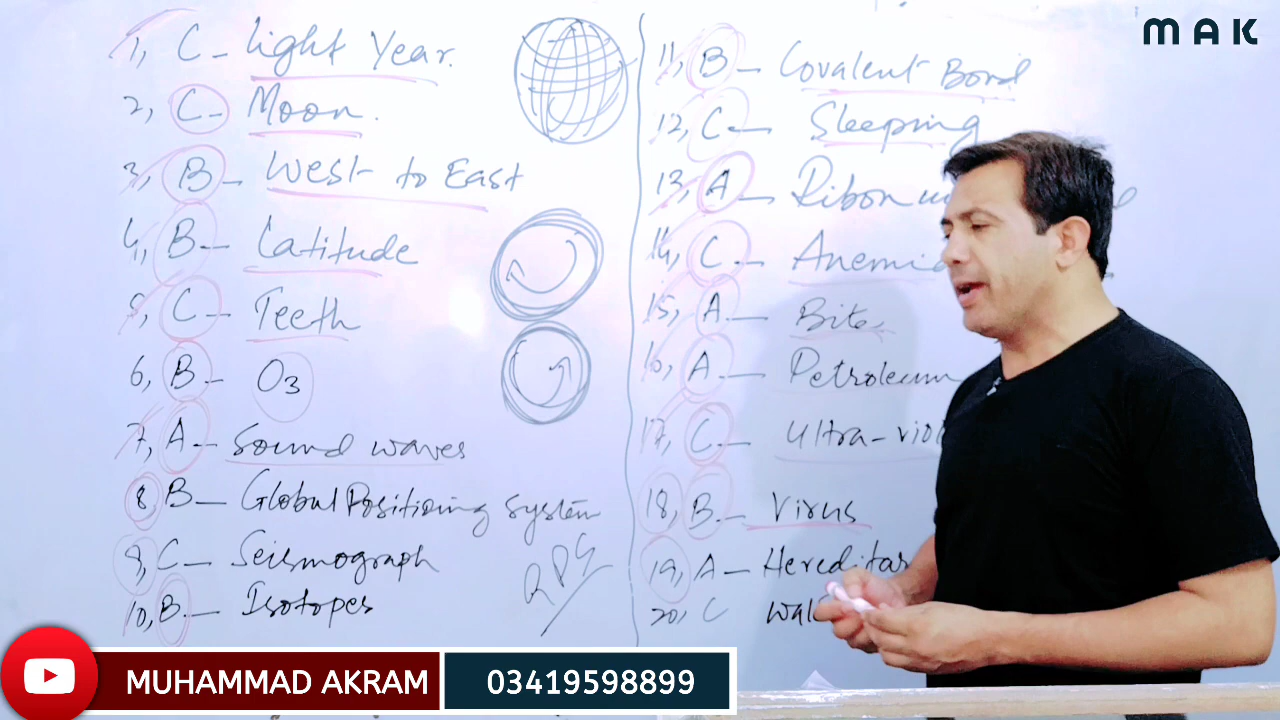 MAK
1, C - Light Year.
2, C - Moon.
3, B - West to East
4, B - Latitude
5, C - Teeth
6, B - O3
7, A - Sound waves
8, B - Global Positioning System
9, C - Seismograph
10, B - Isotopes
11, B - Covalent Bond
12, C - Sleeping
13, A -
14, C - Anemia
15, A - Bite
16, A - Petroleum
17, C - Ultra-
18, B - Virus
19, A -
20, C
MUHAMMAD AKRAM
03419598899